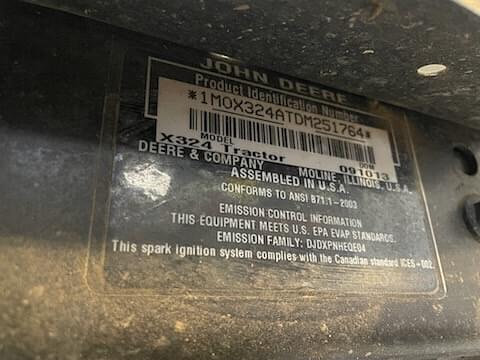 JOHN DEERE
Product Identification Number
*1M0X324ATDM251764*
MODEL DOM
X324 Tractor 091013
DEERE & COMPANY MOLINE, ILLINOIS, U.S.A.
ASSEMBLED IN U.S.A.
CONFORMS TO ANSI B71.1-2003
EMISSION CONTROL INFORMATION
THIS EQUIPMENT MEETS U.S. EPA EVAP STANDARDS.
EMISSION FAMILY: DJDXPNHEQE04
This spark ignition system complies with the Canadian standard ICES-002.